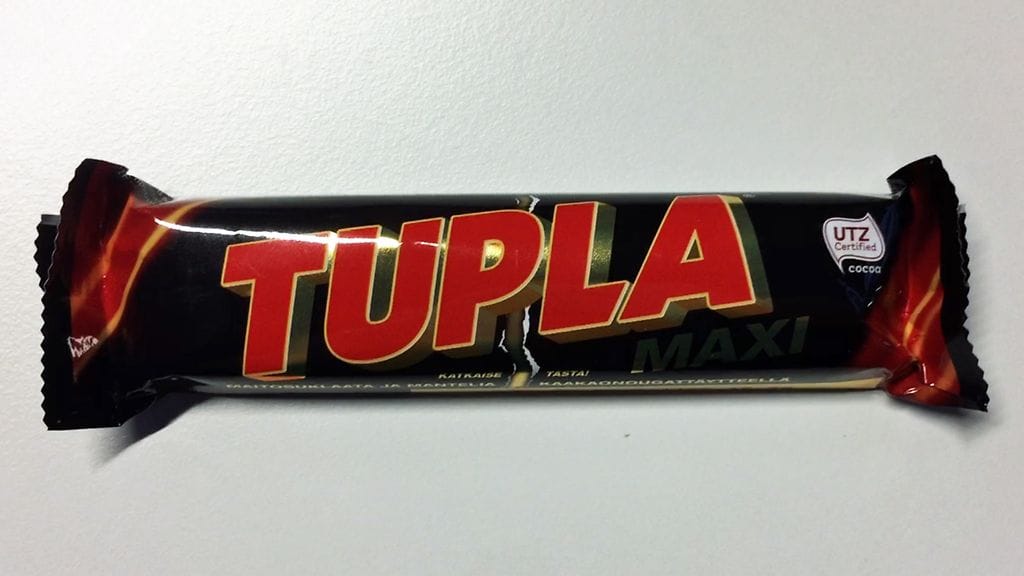 TUPLA
MAXI
UTZ
Certified
cocoa
KATKAISE TÄSTÄ!
MAITOSUKLAATA JA MANTELIA KAAKAONOUGATTÄYTTEELLÄ